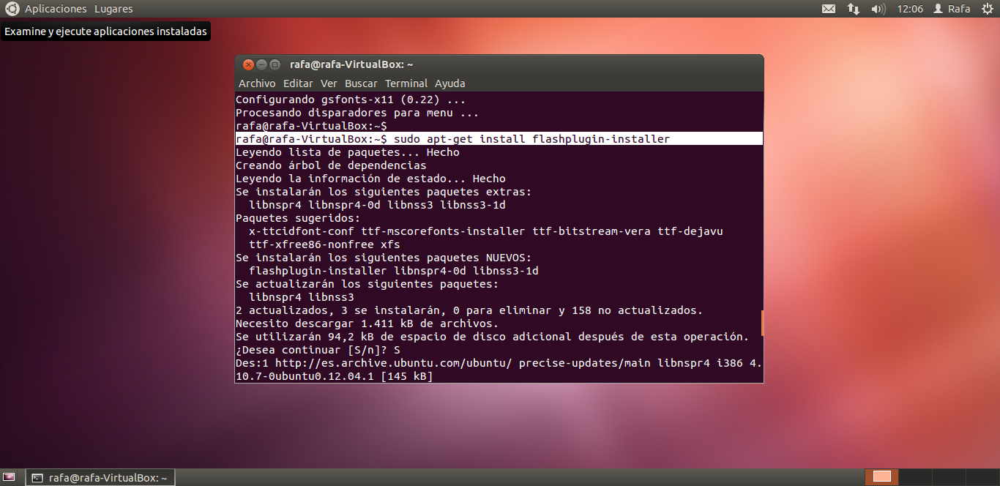 Aplicaciones Lugares
12:06 Rafa
Examine y ejecute aplicaciones instaladas
rafa@rafa-VirtualBox: ~
Archivo Editar Ver Buscar Terminal Ayuda
Configurando gsfonts-x11 (0.22) ...
Procesando disparadores para menu ...
rafa@rafa-VirtualBox:~$
rafa@rafa-VirtualBox:~$ sudo apt-get install flashplugin-installer
Leyendo lista de paquetes... Hecho
Creando árbol de dependencias
Leyendo la información de estado... Hecho
Se instalarán los siguientes paquetes extras:
  libnspr4 libnspr4-0d libnss3 libnss3-1d
Paquetes sugeridos:
  x-ttcidfont-conf ttf-mscorefonts-installer ttf-bitstream-vera ttf-dejavu
  ttf-xfree86-nonfree xfs
Se instalarán los siguientes paquetes NUEVOS:
  flashplugin-installer libnspr4-0d libnss3-1d
Se actualizarán los siguientes paquetes:
  libnspr4 libnss3
2 actualizados, 3 se instalarán, 0 para eliminar y 158 no actualizados.
Necesito descargar 1.411 kB de archivos.
Se utilizarán 94,2 kB de espacio de disco adicional después de esta operación.
¿Desea continuar [S/n]? S
Des:1 http://es.archive.ubuntu.com/ubuntu/ precise-updates/main libnspr4 i386 4.
10.7-0ubuntu0.12.04.1 [145 kB]
rafa@rafa-VirtualBox: ~